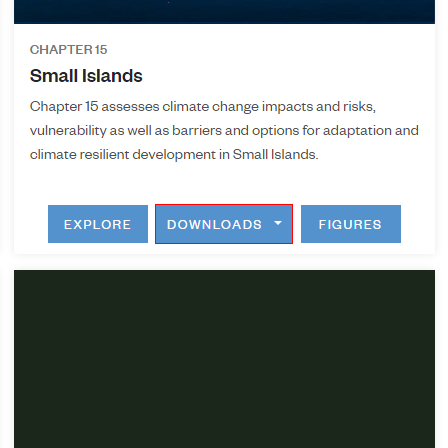 CHAPTER 15
Small Islands
Chapter 15 assesses climate change impacts and risks,
vulnerability as well as barriers and options for adaptation and
climate resilient development in Small Islands.
EXPLORE
DOWNLOADS
FIGURES